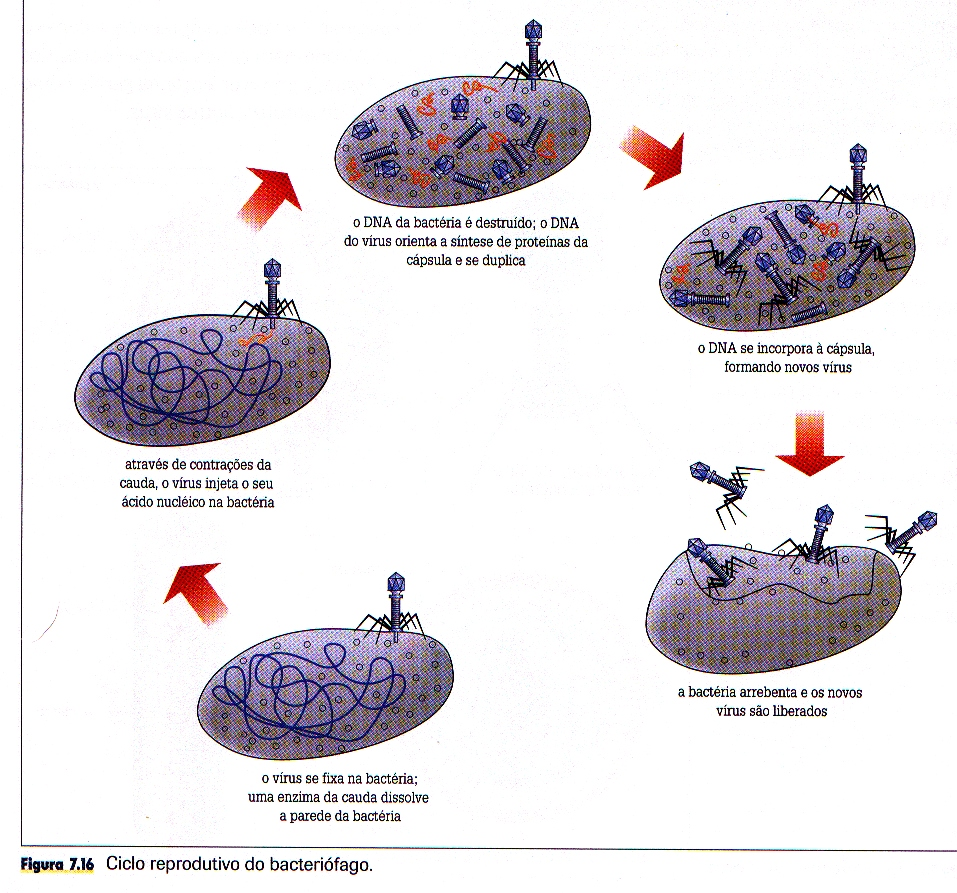 o DNA da bactéria é destruído; o DNA
do vírus orienta a síntese de proteínas da
cápsula e se duplica
o DNA se incorpora à cápsula,
formando novos vírus
através de contrações da
cauda, o vírus injeta o seu
ácido nucléico na bactéria
a bactéria arrebenta e os novos
vírus são liberados
o vírus se fixa na bactéria;
uma enzima da cauda dissolve
a parede da bactéria
Figura 7.16 Ciclo reprodutivo do bacteriófago.